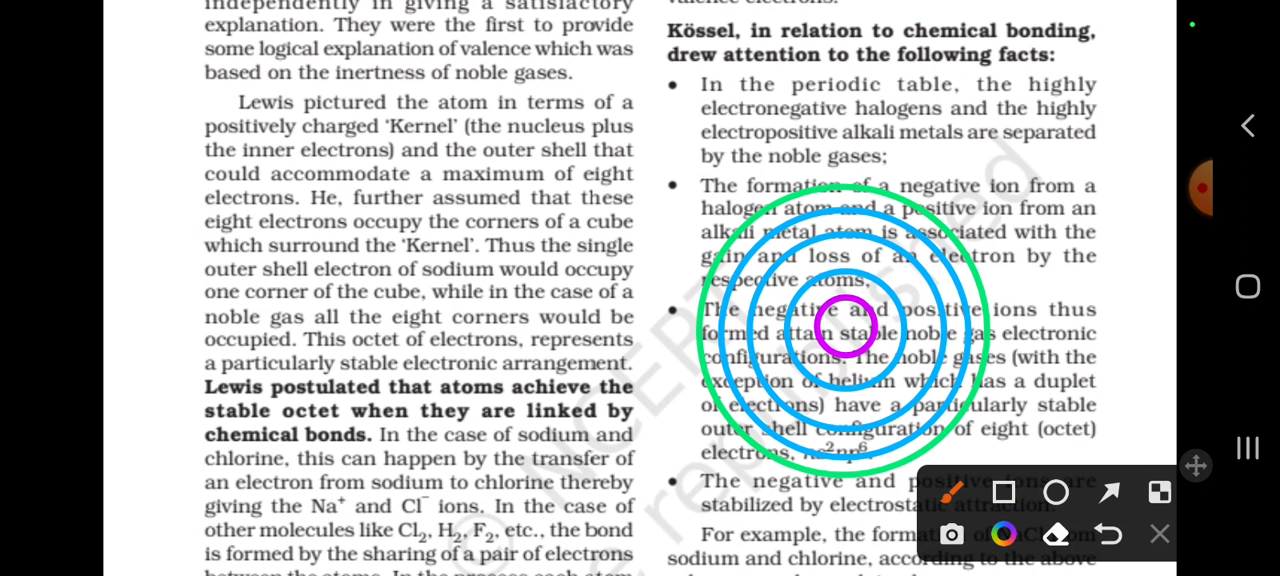 independently in giving a satisfactory
explanation. They were the first to provide
some logical explanation of valence which was
based on the inertness of noble gases.
Lewis pictured the atom in terms of a
positively charged ‘Kernel’ (the nucleus plus
the inner electrons) and the outer shell that
could accommodate a maximum of eight
electrons. He, further assumed that these
eight electrons occupy the corners of a cube
which surround the ‘Kernel’. Thus the single
outer shell electron of sodium would occupy
one corner of the cube, while in the case of a
noble gas all the eight corners would be
occupied. This octet of electrons, represents
a particularly stable electronic arrangement.
Lewis postulated that atoms achieve the
stable octet when they are linked by
chemical bonds. In the case of sodium and
chlorine, this can happen by the transfer of
an electron from sodium to chlorine thereby
giving the Na⁺ and Cl⁻ ions. In the case of
other molecules like Cl₂, H₂, F₂, etc., the bond
is formed by the sharing of a pair of electrons
Kössel, in relation to chemical bonding,
drew attention to the following facts:
• In the periodic table, the highly
electronegative halogens and the highly
electropositive alkali metals are separated
by the noble gases;
• The formation of a negative ion from a
halogen atom and a positive ion from an
alkali metal atom is associated with the
gain and loss of an electron by the
respective atoms;
• The negative and positive ions thus
formed attain stable noble gas electronic
configurations. The noble gases (with the
exception of helium which has a duplet
of electrons) have a particularly stable
outer shell configuration of eight (octet)
electrons, ns²np⁶.
• The negative and positive ions are
stabilized by electrostatic attraction.
For example, the formation of NaCl from
sodium and chlorine, according to the above
© NCERT
republished